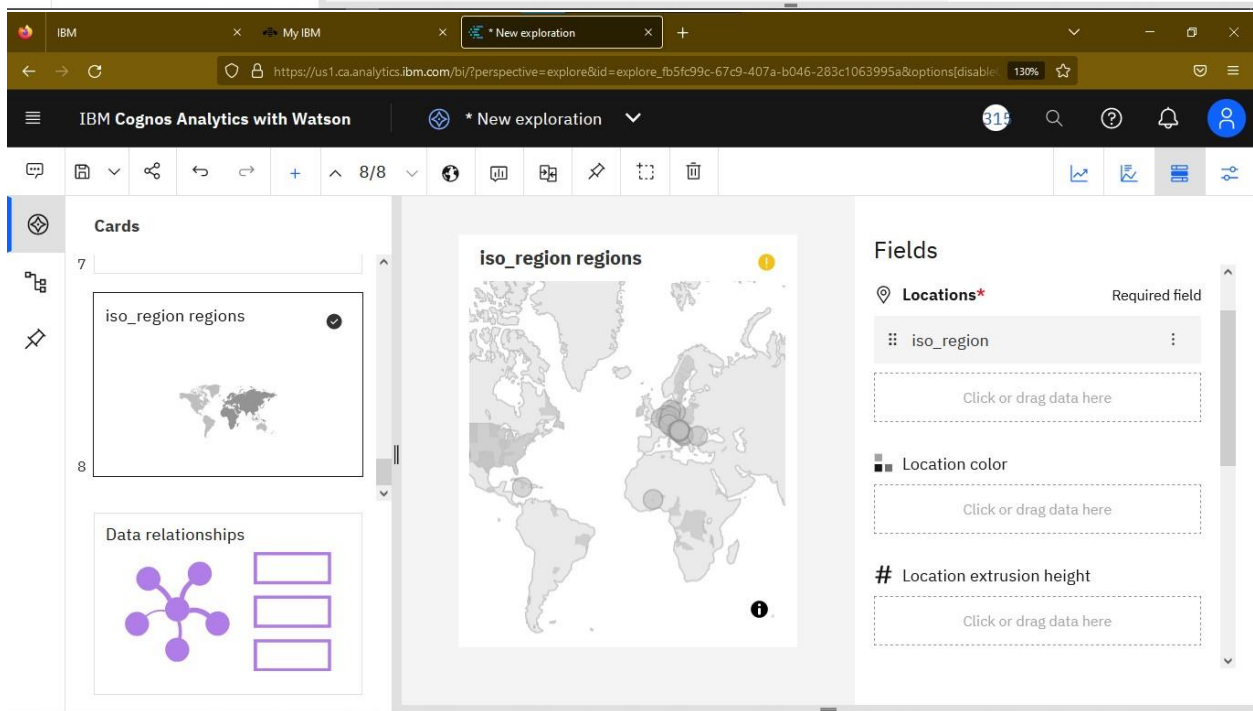 IBM
My IBM
* New exploration
https://us1.ca.analytics.ibm.com/bi/?perspective=explore&id=explore_fb5fc99c-67c9-407a-b046-283c1063995a&options[disable
130%
IBM Cognos Analytics with Watson
* New exploration
315
8/8
Cards
7
iso_region regions
8
Data relationships
iso_region regions
Fields
Locations*
Required field
iso_region
Click or drag data here
Location color
Click or drag data here
# Location extrusion height
Click or drag data here